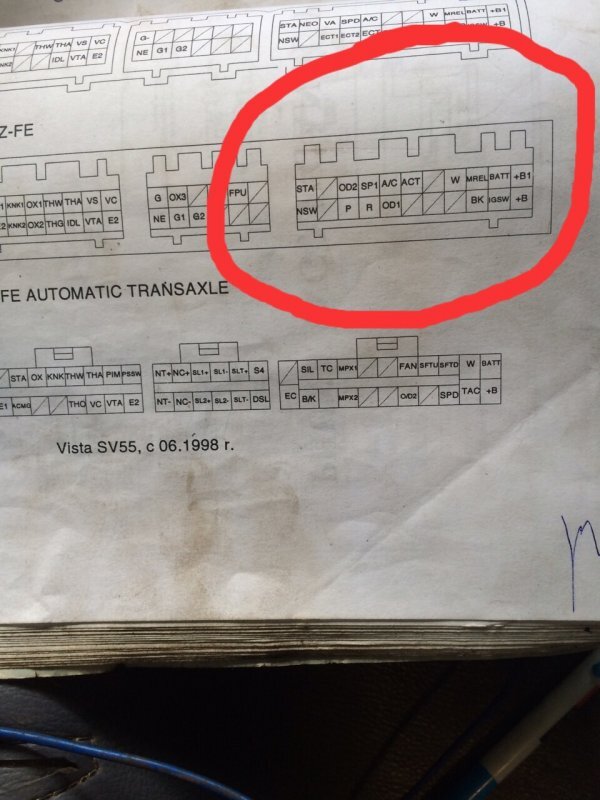 G- STA NEO VA SPD A/C W MREL BATT +B1
KNK1 THW THA VS VC NE G1 G2 NSW ECT1 ECT2 +B
KNK2 IDL VTA E2
Z-FE
KNK1 OX1 THW THA VS VC G OX3 FPU STA OD2 SP1 A/C ACT W MREL BATT +B1
KNK2 OX2 THG IDL VTA E2 NE G1 G2 NSW P R OD1 BK IGSW +B
FE AUTOMATIC TRANSAXLE
STA OX KNK THW THA PIM PSSW NT+ NC+ SL1+ SL1- SLT+ S4 SIL TC MPX1 FAN SFTU SFTD W BATT
E1 ACMG THO VC VTA E2 NT- NC- SL2+ SL2- SLT- DSL EC B/K MPX2 O/D2 SPD TAC +B
Vista SV55, с 06.1998 г.